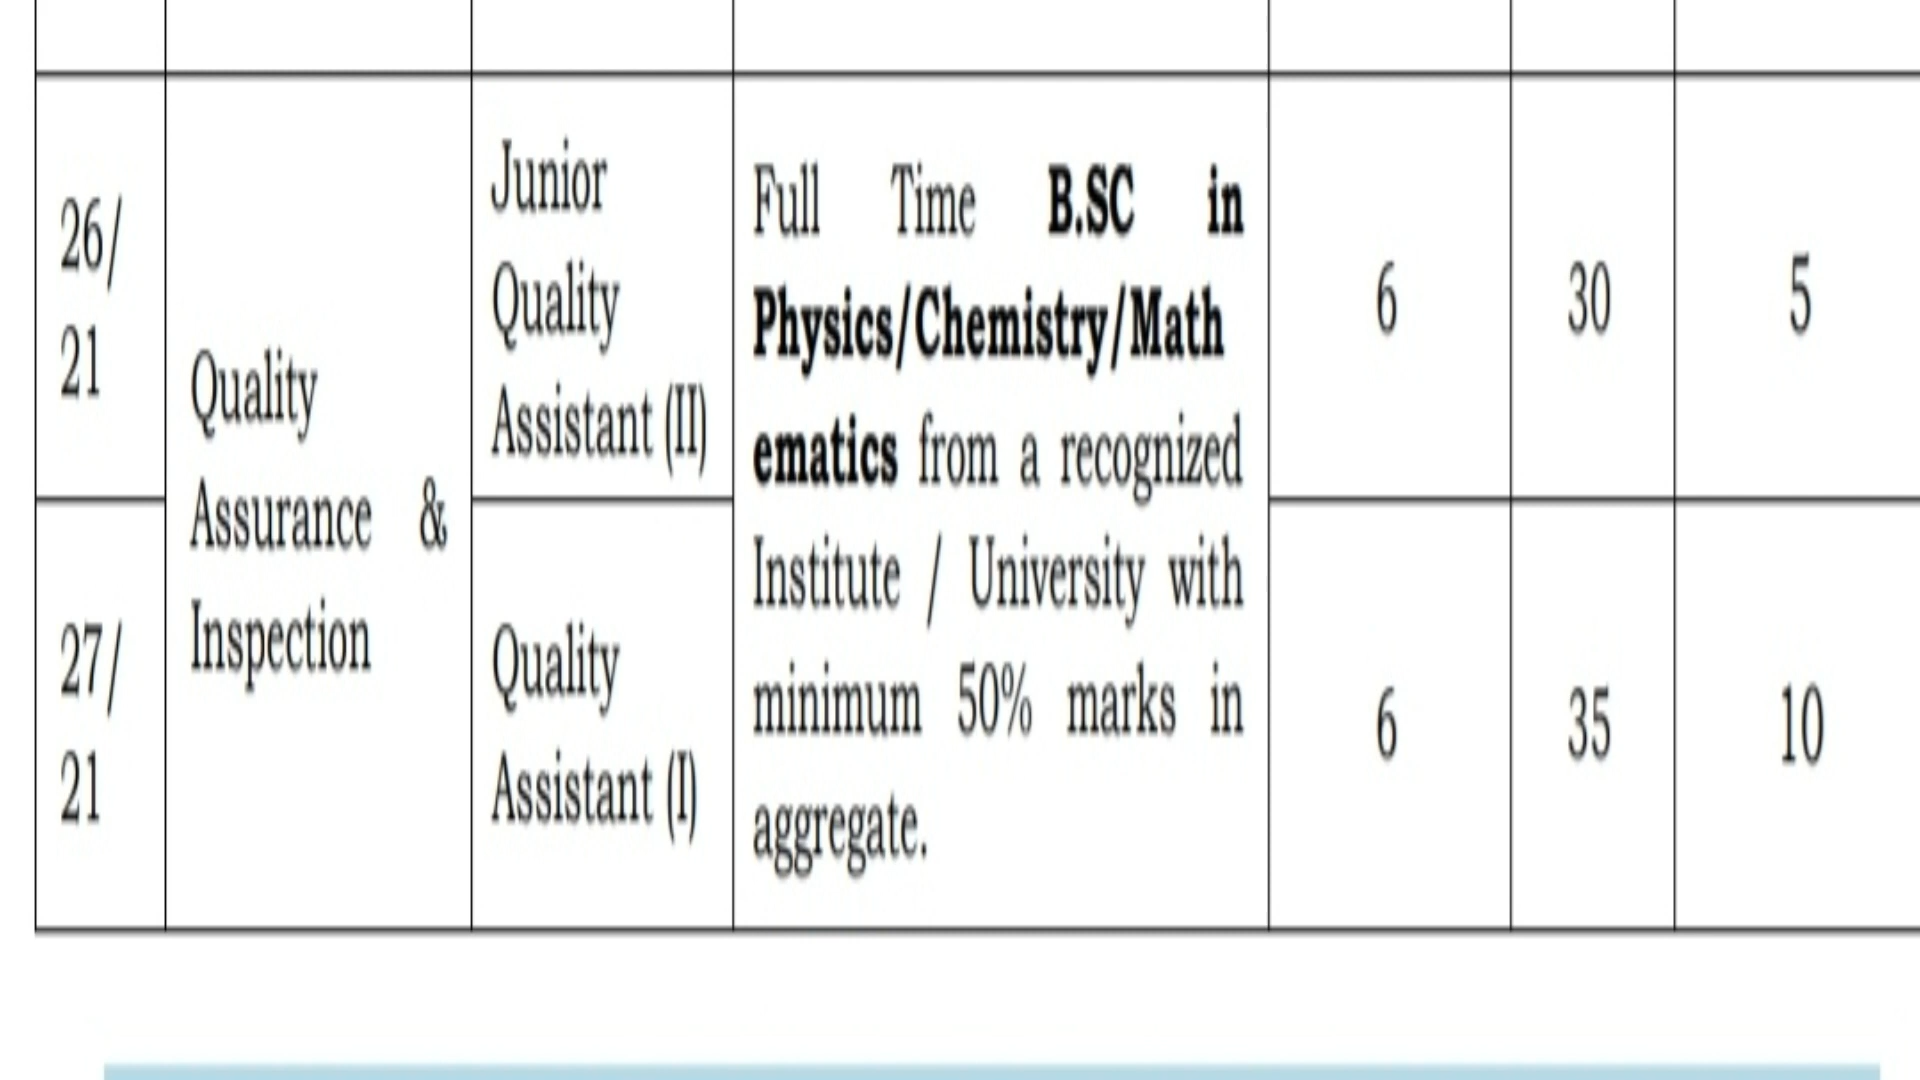 26/
21
Quality
Assurance &
Inspection
Junior
Quality
Assistant (II)
Full Time B.SC in
Physics/Chemistry/Math
ematics from a recognized
Institute / University with
minimum 50% marks in
aggregate.
6
30
5
27/
21
Quality
Assistant (I)
6
35
10